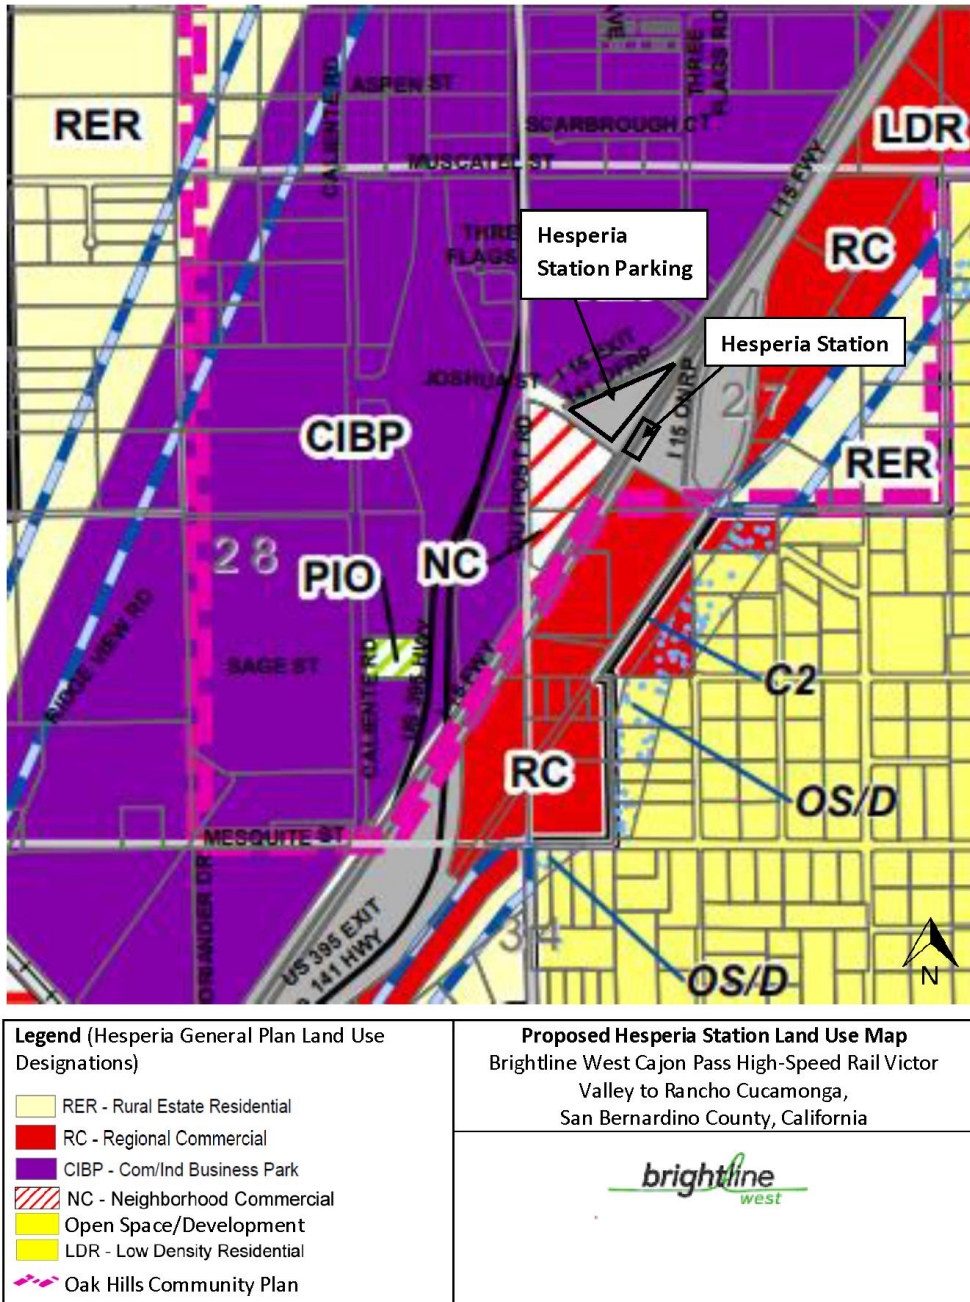 AVE
THREE
FLAGS RD
CALIENTE RD
ASPEN ST
RER
SCARBROUGH CT
LDR
MUSCATEL ST
I 15 FWY
Hesperia
Station Parking
THRE
FLAGS
RC
Hesperia Station
I 15 EXIT
JOSHUA ST
I 15 ONRP
27
CIBP
OUTPOST RD
RER
28
PIO
NC
RIDGE VIEW RD
SAGE ST
CALIENTE RD
US 395 HWY
15 FWY
C2
RC
OS/D
MESQUITE ST
ORIANDER DR
US 395 EXIT
141 HWY
34
OS/D
N
Legend (Hesperia General Plan Land Use
Designations)
RER - Rural Estate Residential
RC - Regional Commercial
CIBP - Com/Ind Business Park
NC - Neighborhood Commercial
Open Space/Development
LDR - Low Density Residential
Oak Hills Community Plan
Proposed Hesperia Station Land Use Map
Brightline West Cajon Pass High-Speed Rail Victor
Valley to Rancho Cucamonga,
San Bernardino County, California
brightline
west